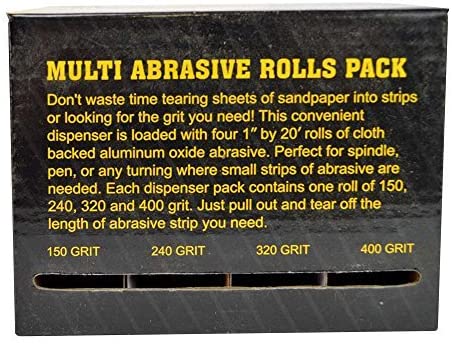 MULTI ABRASIVE ROLLS PACK
Don't waste time tearing sheets of sandpaper into strips
or looking for the grit you need! This convenient
dispenser is loaded with four 1" by 20' rolls of cloth
backed aluminum oxide abrasive. Perfect for spindle,
pen, or any turning where small strips of abrasive are
needed. Each dispenser pack contains one roll of 150,
240, 320 and 400 grit. Just pull out and tear off the
length of abrasive strip you need.
150 GRIT 240 GRIT 320 GRIT 400 GRIT